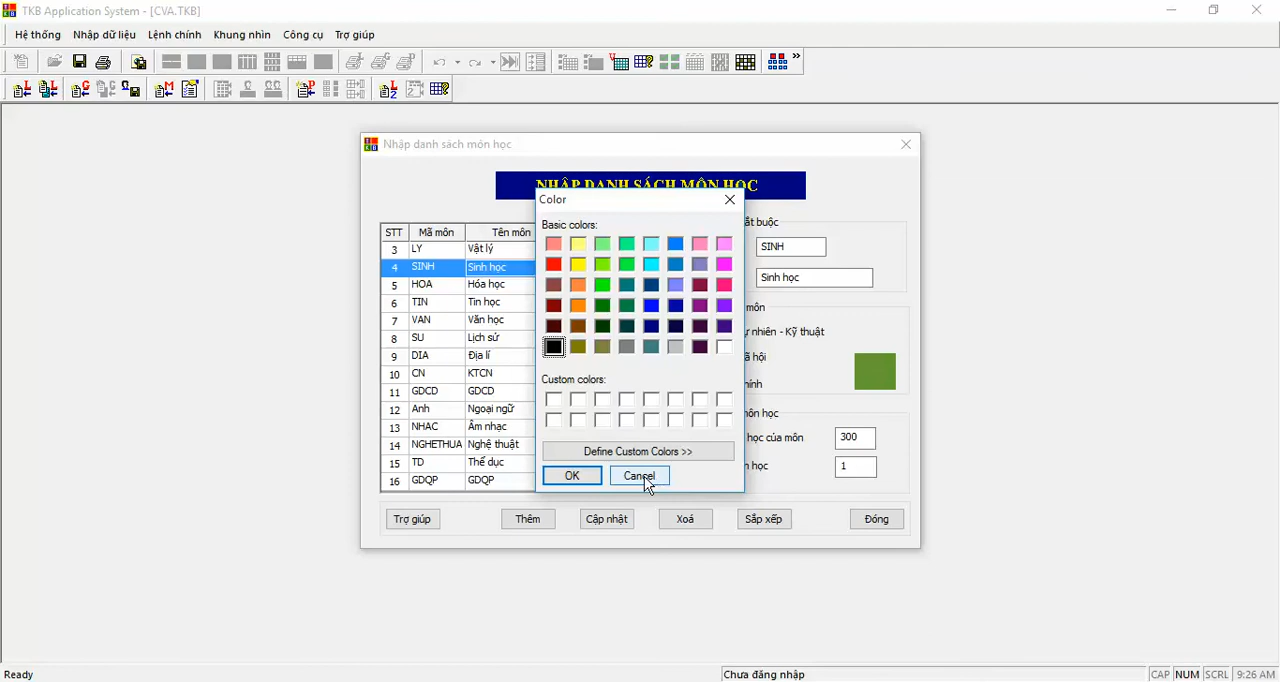 TKB Application System - [CVA.TKB]
Hệ thống Nhập dữ liệu Lệnh chính Khung nhìn Công cụ Trợ giúp
Nhập danh sách môn học
NHẬP DANH SÁCH MÔN HỌC
Color
Basic colors:
Custom colors:
Define Custom Colors >>
OK Cancel
STT Mã môn Tên môn
3 LY Vật lý
4 SINH Sinh học
5 HOA Hóa học
6 TIN Tin học
7 VAN Văn học
8 SU Lịch sử
9 DIA Địa lí
10 CN KTCN
11 GDCD GDCD
12 Anh Ngoại ngữ
13 NHAC Âm nhạc
14 NGHETHUA Nghệ thuật
15 TD Thể dục
16 GDQP GDQP
buộc
SINH
Sinh học
môn
nhiên - Kỹ thuật
hội
môn học
học của môn 300
học 1
Trợ giúp Thêm Cập nhật Xoá Sắp xếp Đóng
Ready Chưa đăng nhập CAP NUM SCRL 9:26 AM